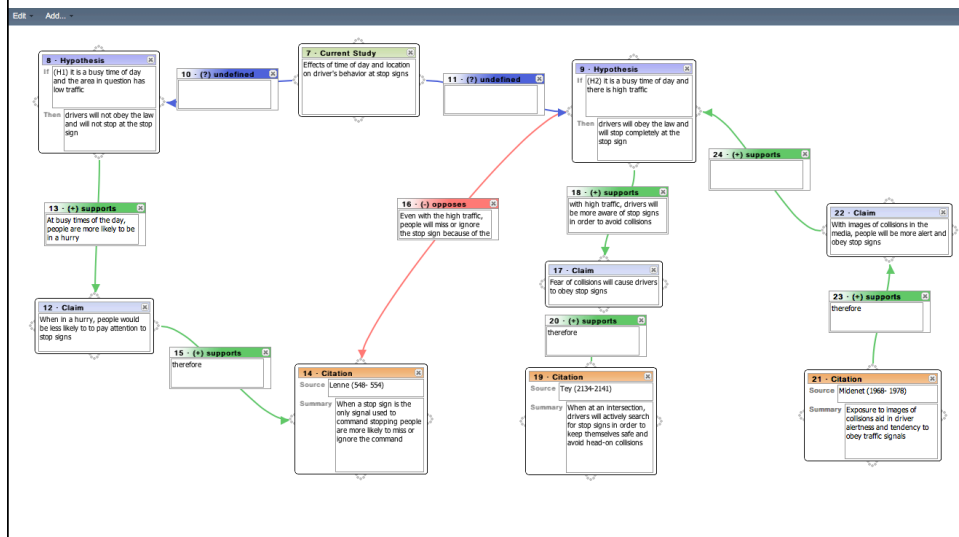 Edit
Add...
7 - Current Study
Effects of time of day and location
on driver's behavior at stop signs
8 - Hypothesis
If
(H1) it is a busy time of day
and the area in question has
low traffic
Then
drivers will not obey the law
and will not stop at the stop
sign
10 - (?) undefined
11 - (?) undefined
9 - Hypothesis
If
(H2) it is a busy time of day and
there is high traffic
Then
drivers will obey the law and
will stop completely at the
stop sign
24 - (+) supports
13 - (+) supports
At busy times of the day,
people are more likely to be
in a hurry
16 - (-) opposes
Even with the high traffic,
people will miss or ignore
the stop sign because of the
18 - (+) supports
with high traffic, drivers will
be more aware of stop signs
in order to avoid collisions
22 - Claim
With images of collisions in the
media, people will be more alert and
obey stop signs
17 - Claim
Fear of collisions will cause drivers
to obey stop signs
12 - Claim
When in a hurry, people would
be less likely to to pay attention to
stop signs
23 - (+) supports
therefore
20 - (+) supports
therefore
15 - (+) supports
therefore
14 - Citation
Source
Lenne (548- 554)
Summary
When a stop sign is the
only signal used to
command stopping people
are more likely to miss or
ignore the command
19 - Citation
Source
Tey (2134-2141)
Summary
When at an intersection,
drivers will actively search
for stop signs in order to
keep themselves safe and
avoid head-on collisions
21 - Citation
Source
Midenet (1968- 1978)
Summary
Exposure to images of
collisions aid in driver
alertness and tendency to
obey traffic signals